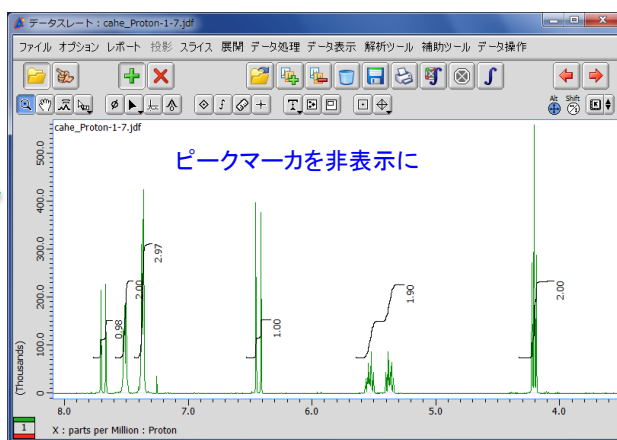 データスレート : cahe_Proton-1-7.jdf
ファイル オプション レポート 投影 スライス 展開 データ処理 データ表示 解析ツール 補助ツール データ操作
Alt Shift
cahe_Proton-1-7.jdf
ピークマーカを非表示に
500.0
400.0
300.0
200.0
100.0
0
(Thousands)
0.98
2.00
2.97
1.00
1.90
2.00
8.0 7.0 6.0 5.0 4.0
1
X : parts per Million : Proton